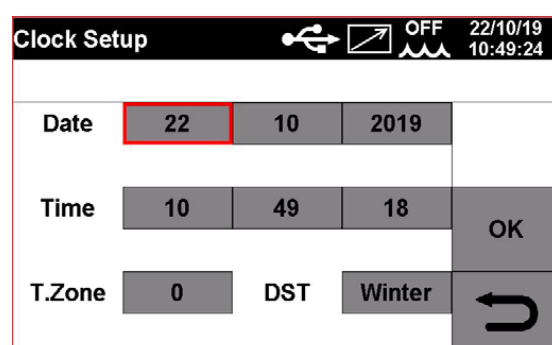 Clock Setup OFF 22/10/19
10:49:24
Date 22 10 2019
Time 10 49 18
OK
T.Zone 0 DST Winter